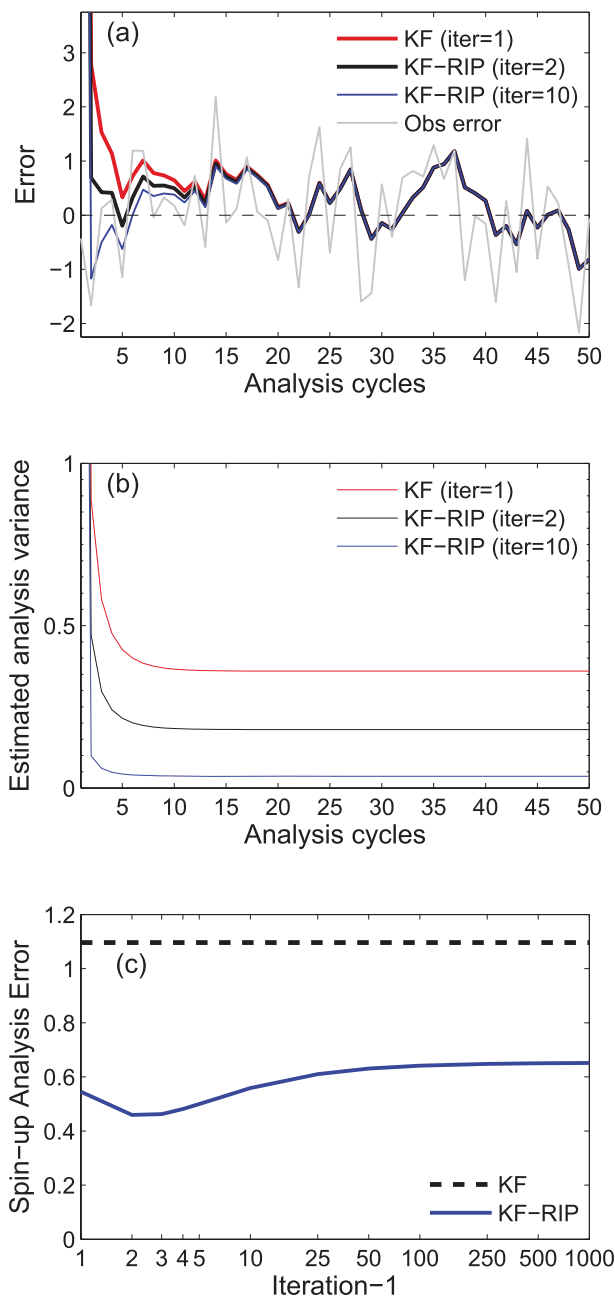 (a)
KF (iter=1)
KF−RIP (iter=2)
KF−RIP (iter=10)
Obs error
Error
3
2
1
0
−1
−2
5 10 15 20 25 30 35 40 45 50
Analysis cycles
(b)
KF (iter=1)
KF−RIP (iter=2)
KF−RIP (iter=10)
Estimated analysis variance
1
0.5
0
5 10 15 20 25 30 35 40 45 50
Analysis cycles
(c)
Spin−up Analysis Error
1.2
1
0.8
0.6
0.4
0.2
0
KF
KF−RIP
1 2 3 4 5 10 25 50 100 250 500 1000
Iteration−1